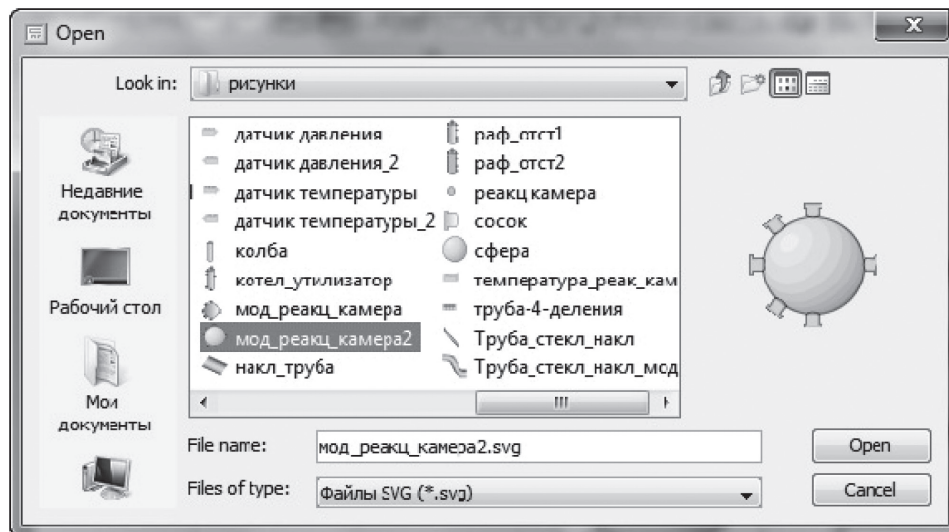 Open
x
Look in:
рисунки
Недавние
документы
Рабочий стол
Мои
документы
датчик давления
датчик давления_2
датчик температуры
датчик температуры_2
колба
котел_утилизатор
мод_реакц_камера
мод_реакц_камера2
накл_труба
раф_отст1
раф_отст2
реакц камера
сосок
сфера
температура_реак_кам
труба-4-деления
Труба_стекл_накл
Труба_стекл_накл_мод
File name:
мод_реакц_камера2.svg
Open
Files of type:
Файлы SVG (*.svg)
Cancel